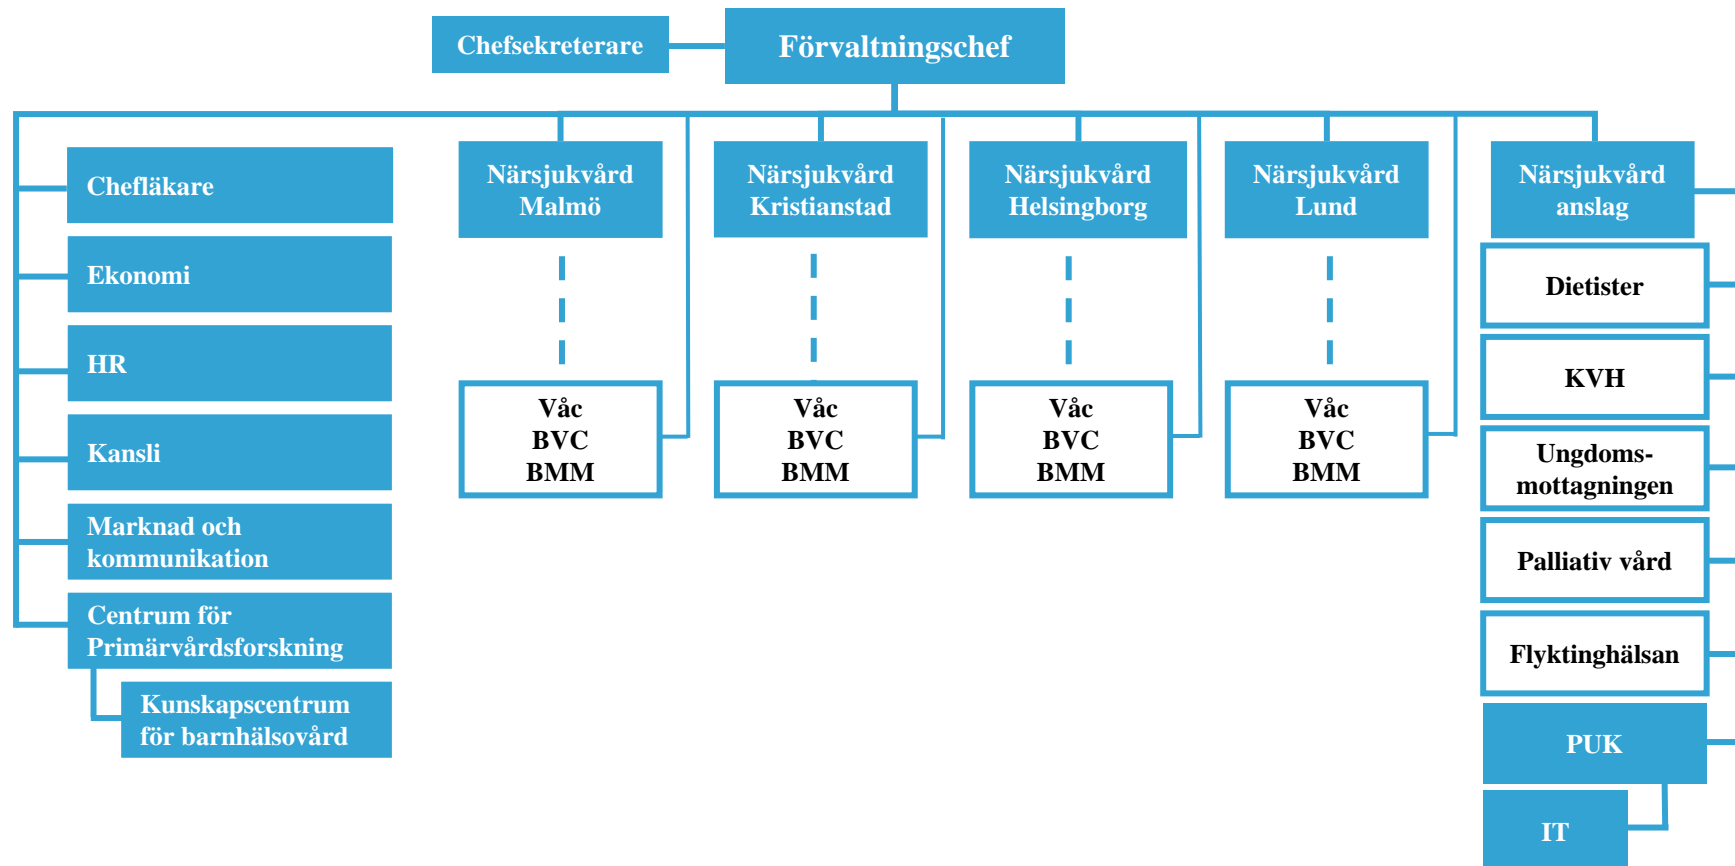 Chefsekreterare
Förvaltningschef
Chefläkare
Ekonomi
HR
Kansli
Marknad och
kommunikation
Centrum för
Primärvårdsforskning
Kunskapscentrum
för barnhälsovård
Närsjukvård
Malmö
Våc
BVC
BMM
Närsjukvård
Kristianstad
Våc
BVC
BMM
Närsjukvård
Helsingborg
Våc
BVC
BMM
Närsjukvård
Lund
Våc
BVC
BMM
Närsjukvård
anslag
Dietister
KVH
Ungdoms-
mottagningen
Palliativ vård
Flyktinghälsan
PUK
IT